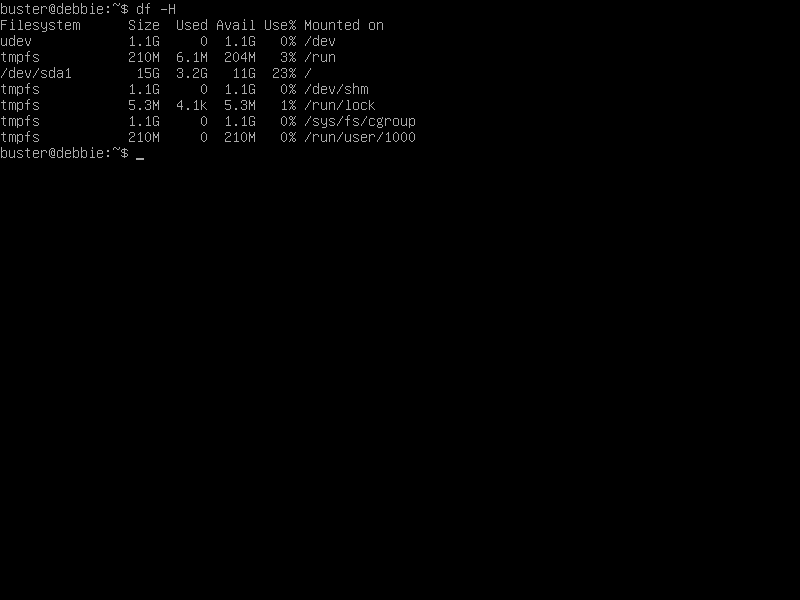 buster@debbie:~$ df -H
Filesystem      Size  Used Avail Use% Mounted on
udev            1.1G     0  1.1G   0% /dev
tmpfs           210M  6.1M  204M   3% /run
/dev/sda1        15G  3.2G   11G  23% /
tmpfs           1.1G     0  1.1G   0% /dev/shm
tmpfs           5.3M  4.1k  5.3M   1% /run/lock
tmpfs           1.1G     0  1.1G   0% /sys/fs/cgroup
tmpfs           210M     0  210M   0% /run/user/1000
buster@debbie:~$ _